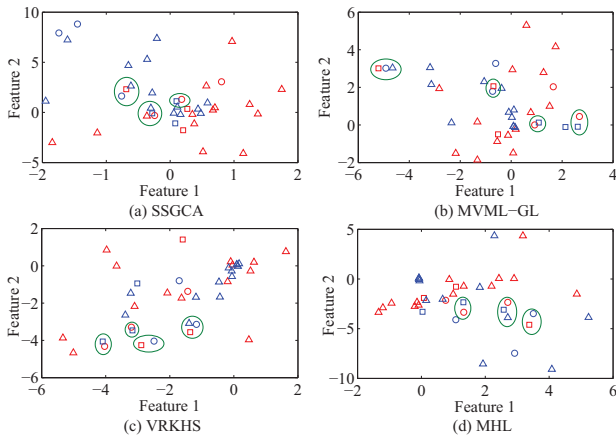 10
5
0
−5
−2 −1 0 1 2
Feature 2
Feature 1
(a) SSGCA
6
4
2
0
−2
−6 −4 −2 0 2 4
Feature 2
Feature 1
(b) MVML−GL
2
0
−2
−4
−6
−6 −4 −2 0 2
Feature 2
Feature 1
(c) VRKHS
5
0
−5
−10
−2 0 2 4 6
Feature 2
Feature 1
(d) MHL